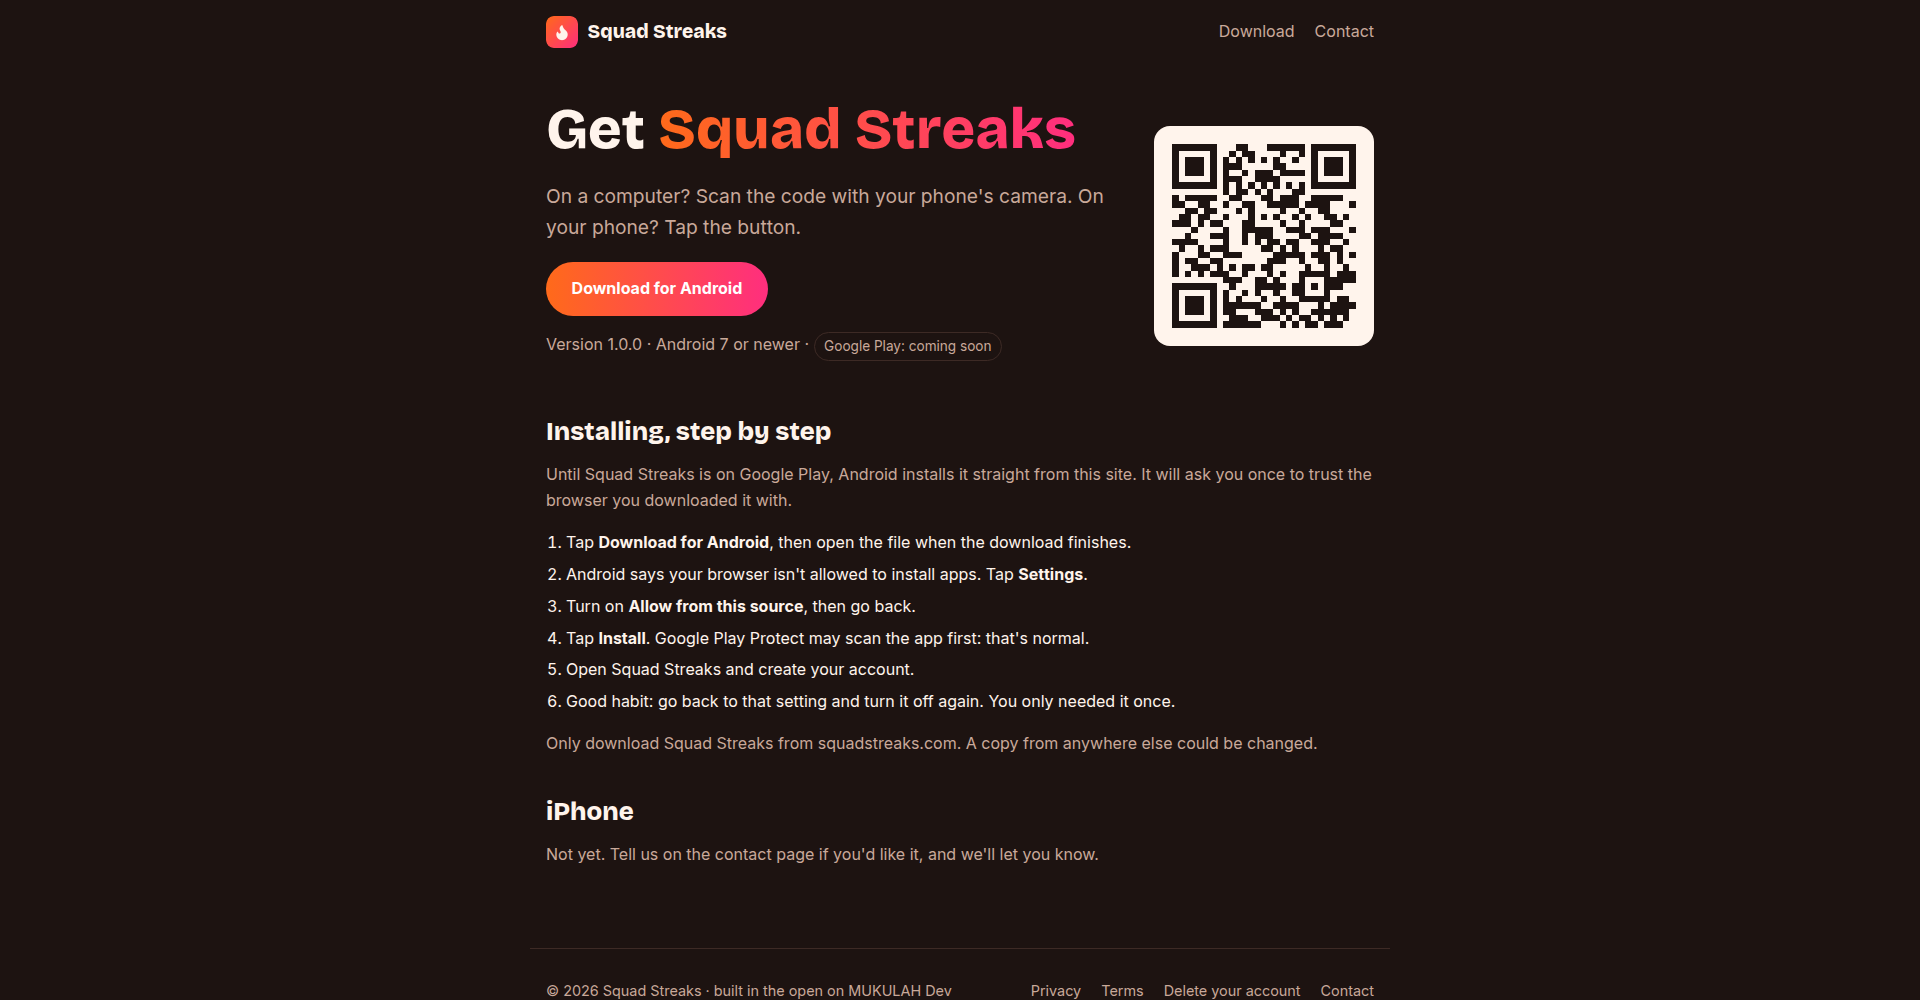 Squad Streaks
Download Contact
Get Squad Streaks
On a computer? Scan the code with your phone's camera. On
your phone? Tap the button.
Download for Android
Version 1.0.0 · Android 7 or newer · Google Play: coming soon
Installing, step by step
Until Squad Streaks is on Google Play, Android installs it straight from this site. It will ask you once to trust the
browser you downloaded it with.
1. Tap Download for Android, then open the file when the download finishes.
2. Android says your browser isn't allowed to install apps. Tap Settings.
3. Turn on Allow from this source, then go back.
4. Tap Install. Google Play Protect may scan the app first: that's normal.
5. Open Squad Streaks and create your account.
6. Good habit: go back to that setting and turn it off again. You only needed it once.
Only download Squad Streaks from squadstreaks.com. A copy from anywhere else could be changed.
iPhone
Not yet. Tell us on the contact page if you'd like it, and we'll let you know.
© 2026 Squad Streaks · built in the open on MUKULAH Dev
Privacy Terms Delete your account Contact